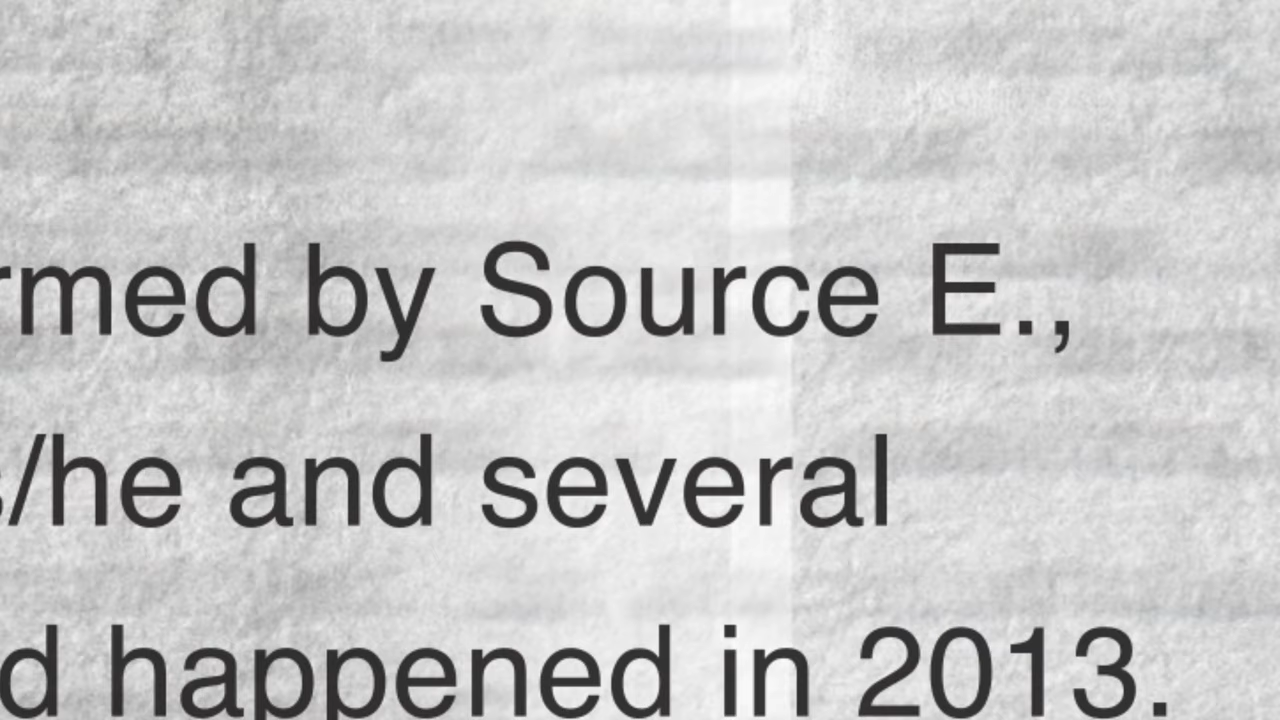 rmed by Source E.,
s/he and several
d happened in 2013.